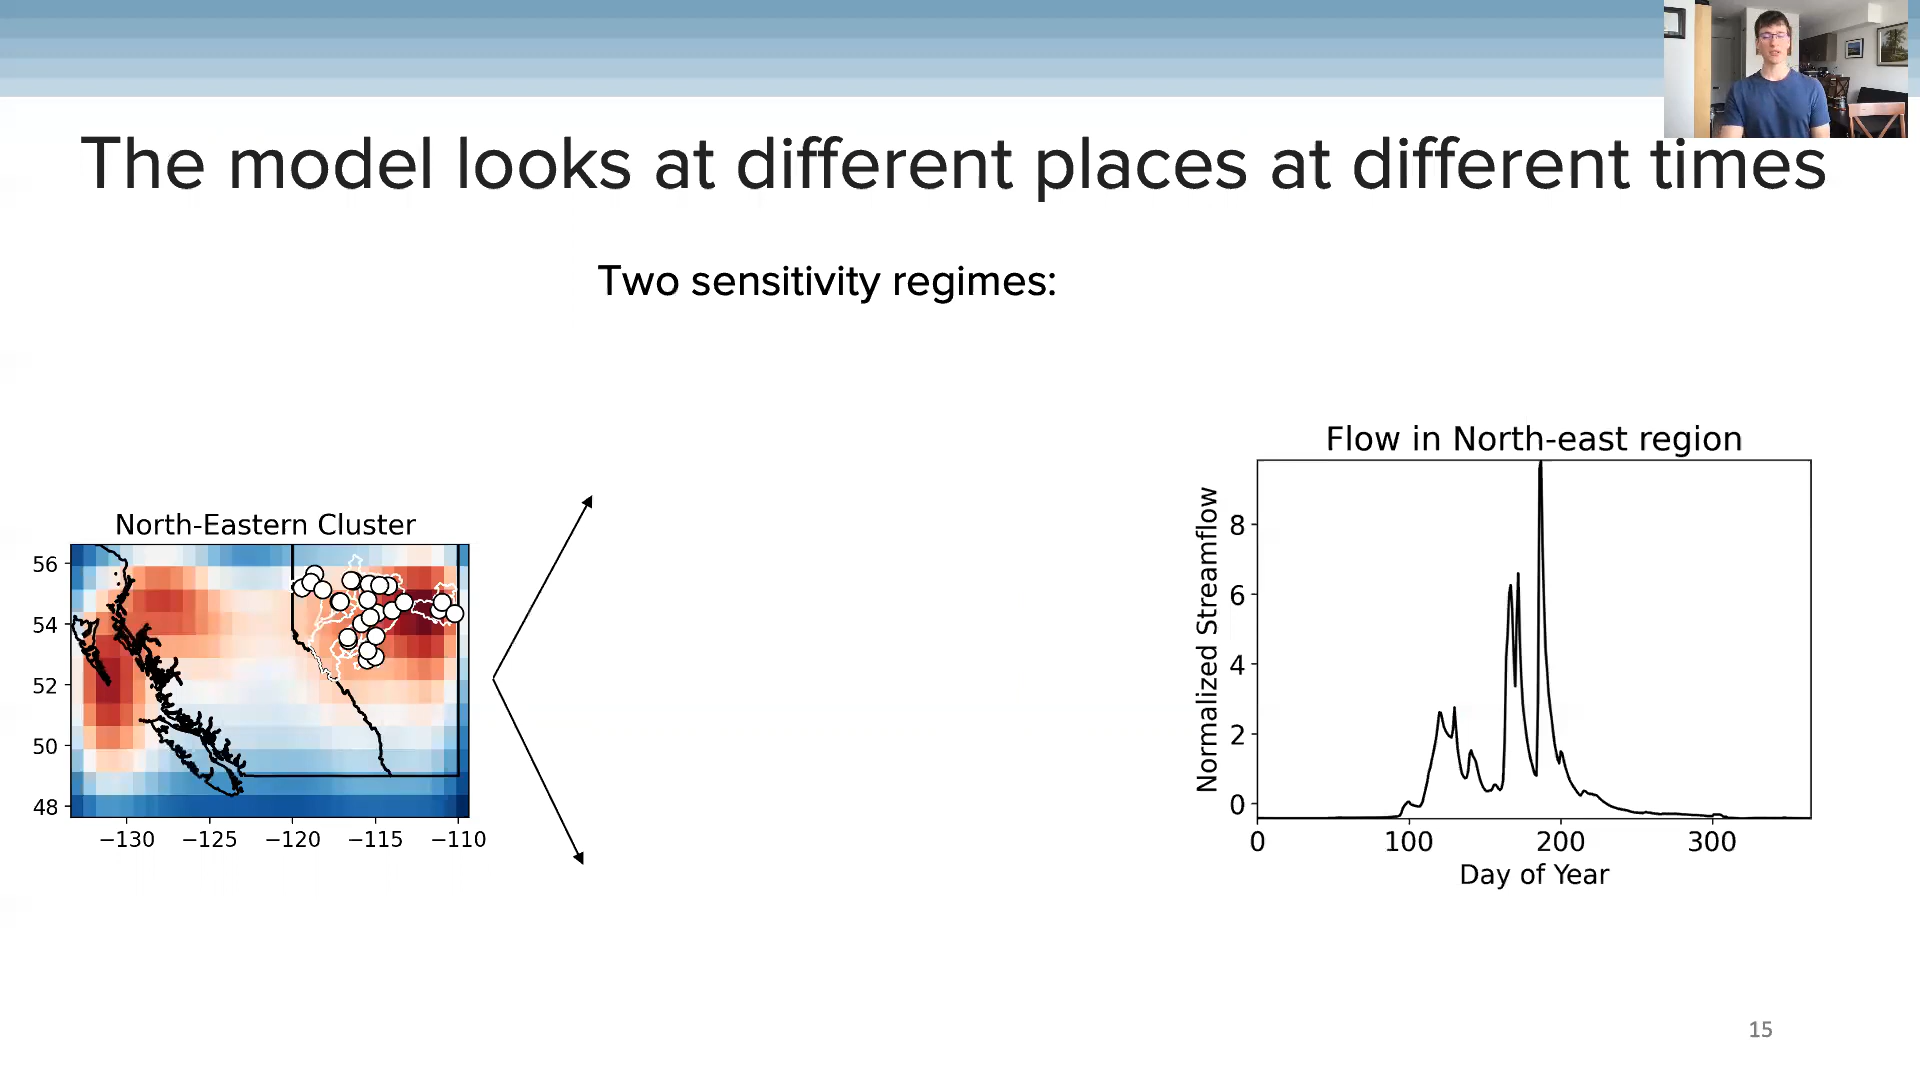 The model looks at different places at different times
Two sensitivity regimes:
North-Eastern Cluster
56
54
52
50
48
−130 −125 −120 −115 −110
Flow in North-east region
Normalized Streamflow
8
6
4
2
0
0 100 200 300
Day of Year
15